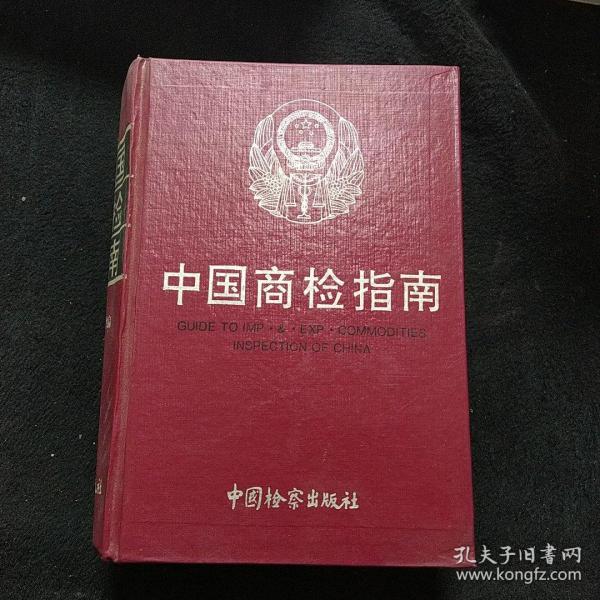 中国商检指南
GUIDE TO IMP·&·EXP·COMMODITIES
INSPECTION OF CHINA
中国检察出版社
孔夫子旧书网
www.kongfz.com